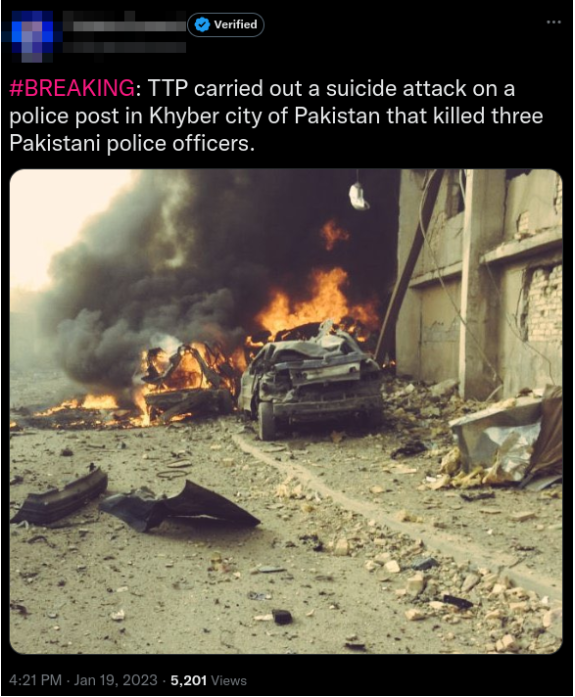 Verified
#BREAKING: TTP carried out a suicide attack on a
police post in Khyber city of Pakistan that killed three
Pakistani police officers.
4:21 PM · Jan 19, 2023 · 5,201 Views